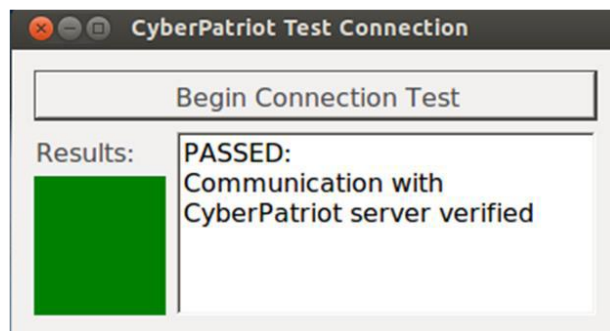 CyberPatriot Test Connection
Begin Connection Test
Results:
PASSED:
Communication with
CyberPatriot server verified